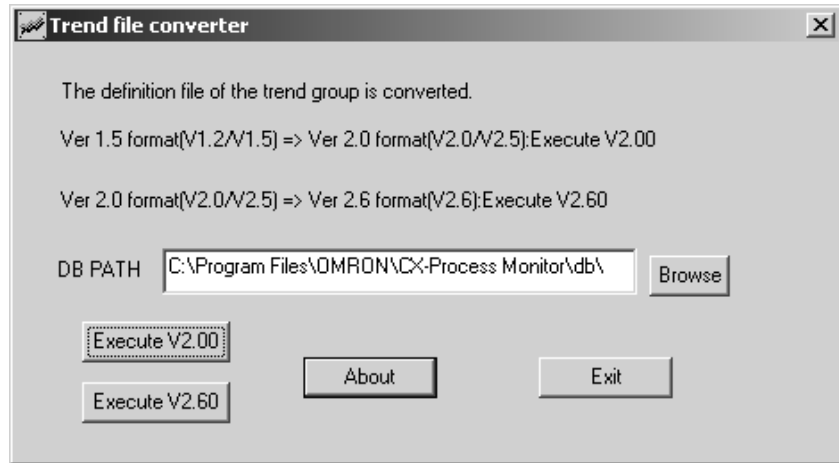 Trend file converter
The definition file of the trend group is converted.
Ver 1.5 format(V1.2/V1.5) => Ver 2.0 format(V2.0/V2.5):Execute V2.00
Ver 2.0 format(V2.0/V2.5) => Ver 2.6 format(V2.6):Execute V2.60
DB PATH C:\Program Files\OMRON\CX-Process Monitor\db\ Browse
Execute V2.00
About Exit
Execute V2.60